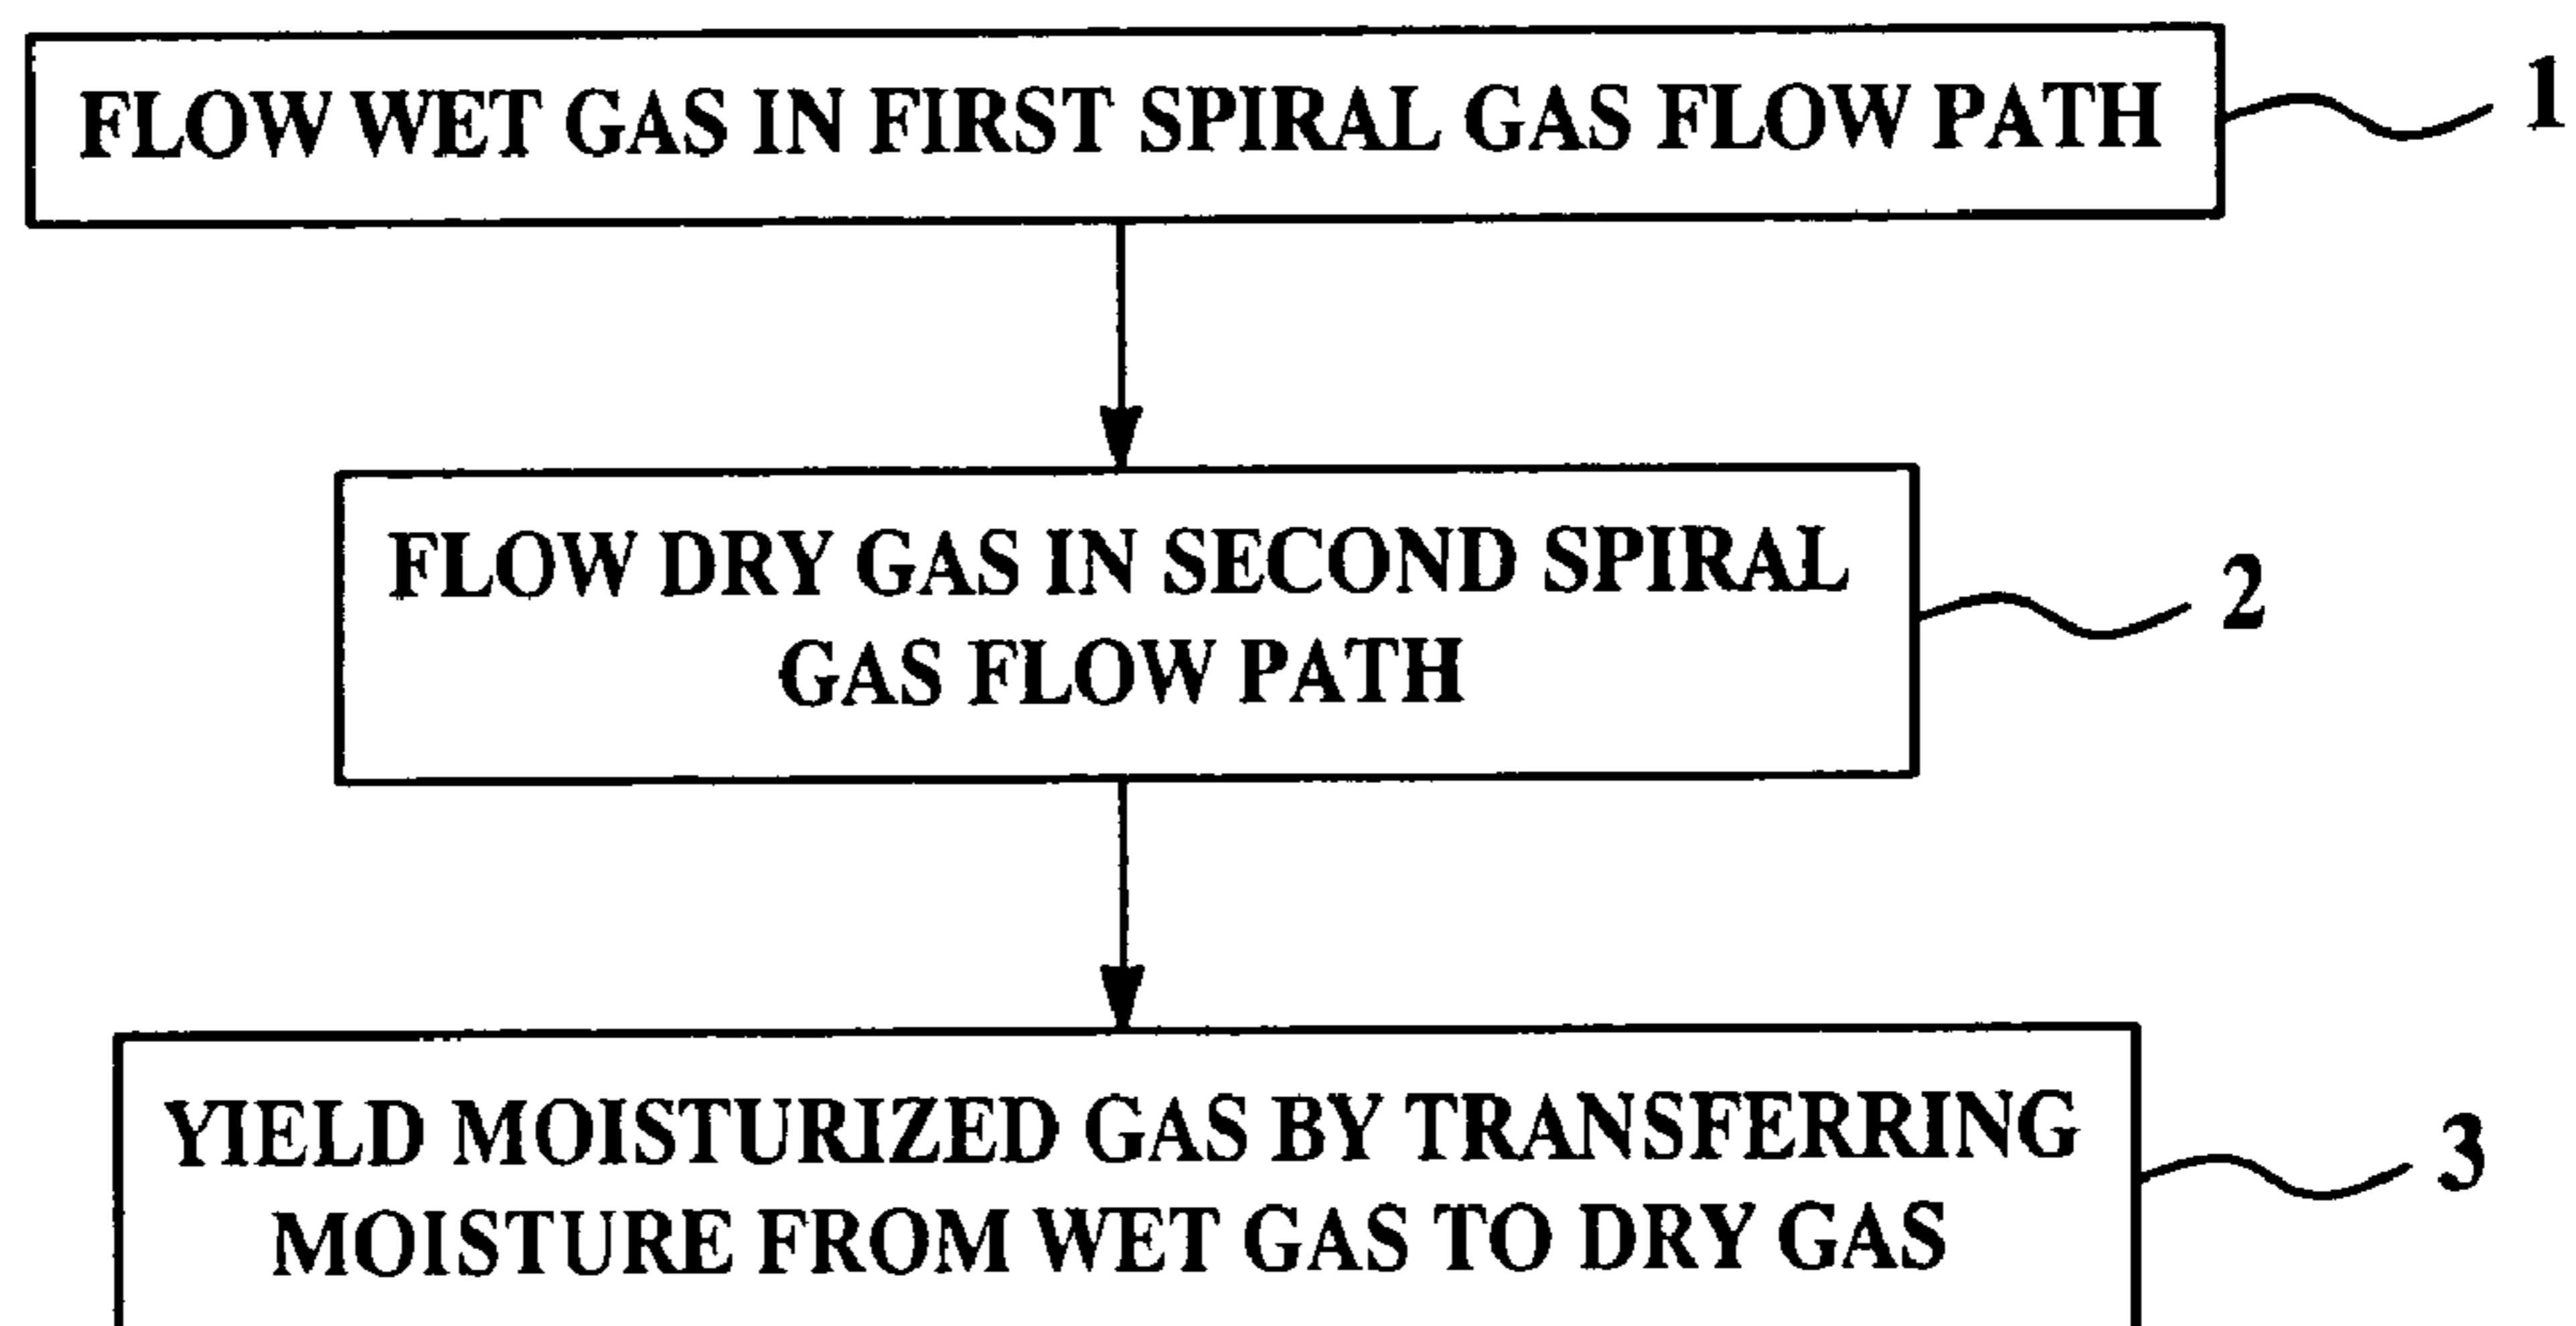 FLOW WET GAS IN FIRST SPIRAL GAS FLOW PATH
1
FLOW DRY GAS IN SECOND SPIRAL
GAS FLOW PATH
2
YIELD MOISTURIZED GAS BY TRANSFERRING
MOISTURE FROM WET GAS TO DRY GAS
3